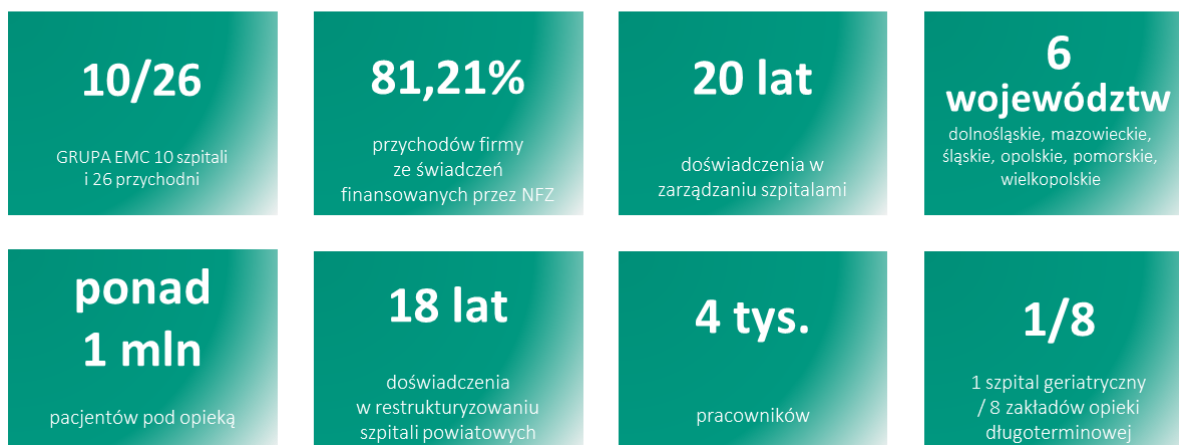 10/26
GRUPA EMC 10 szpitali
i 26 przychodni
81,21%
przychodów firmy
ze świadczeń
finansowanych przez NFZ
20 lat
doświadczenia w
zarządzaniu szpitalami
6
województw
dolnośląskie, mazowieckie,
śląskie, opolskie, pomorskie,
wielkopolskie
ponad
1 mln
pacjentów pod opieką
18 lat
doświadczenia
w restrukturyzowaniu
szpitali powiatowych
4 tys.
pracowników
1/8
1 szpital geriatryczny
/ 8 zakładów opieki
długoterminowej